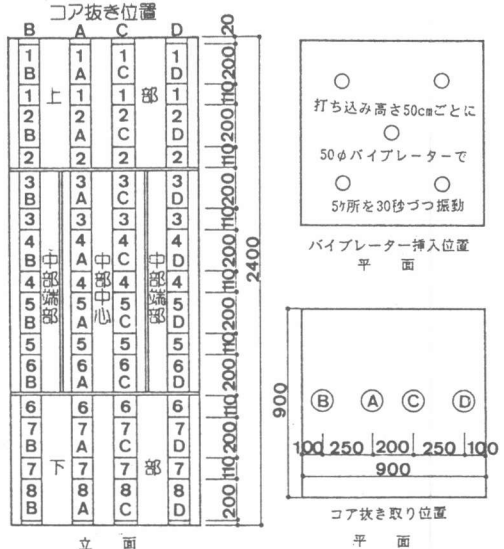 コア抜き位置
B A C D
20
1B 1A 1C 1D
200
1 上 1 1 部 1
110
2B 2A 2C 2D
200
2 2 2 2
110
3B 3A 3C 3D
200
3 3 3 3
110
4B 4A 4C 4D
200
中部端部 中部中心 中部端部
4 4 4 4
110
5B 5A 5C 5D
200
5 5 5 5
110
6B 6A 6C 6D
200
6 6 6 6
110
7B 7A 7C 7D
200
7 下 7 7 部 7
110
8B 8A 8C 8D
200
2400
立面
打ち込み高さ50cmごとに
50φバイブレーターで
5ヶ所を30秒づつ振動
バイブレーター挿入位置
平面
900
B A C D
100 250 200 250 100
900
コア抜き取り位置
平面